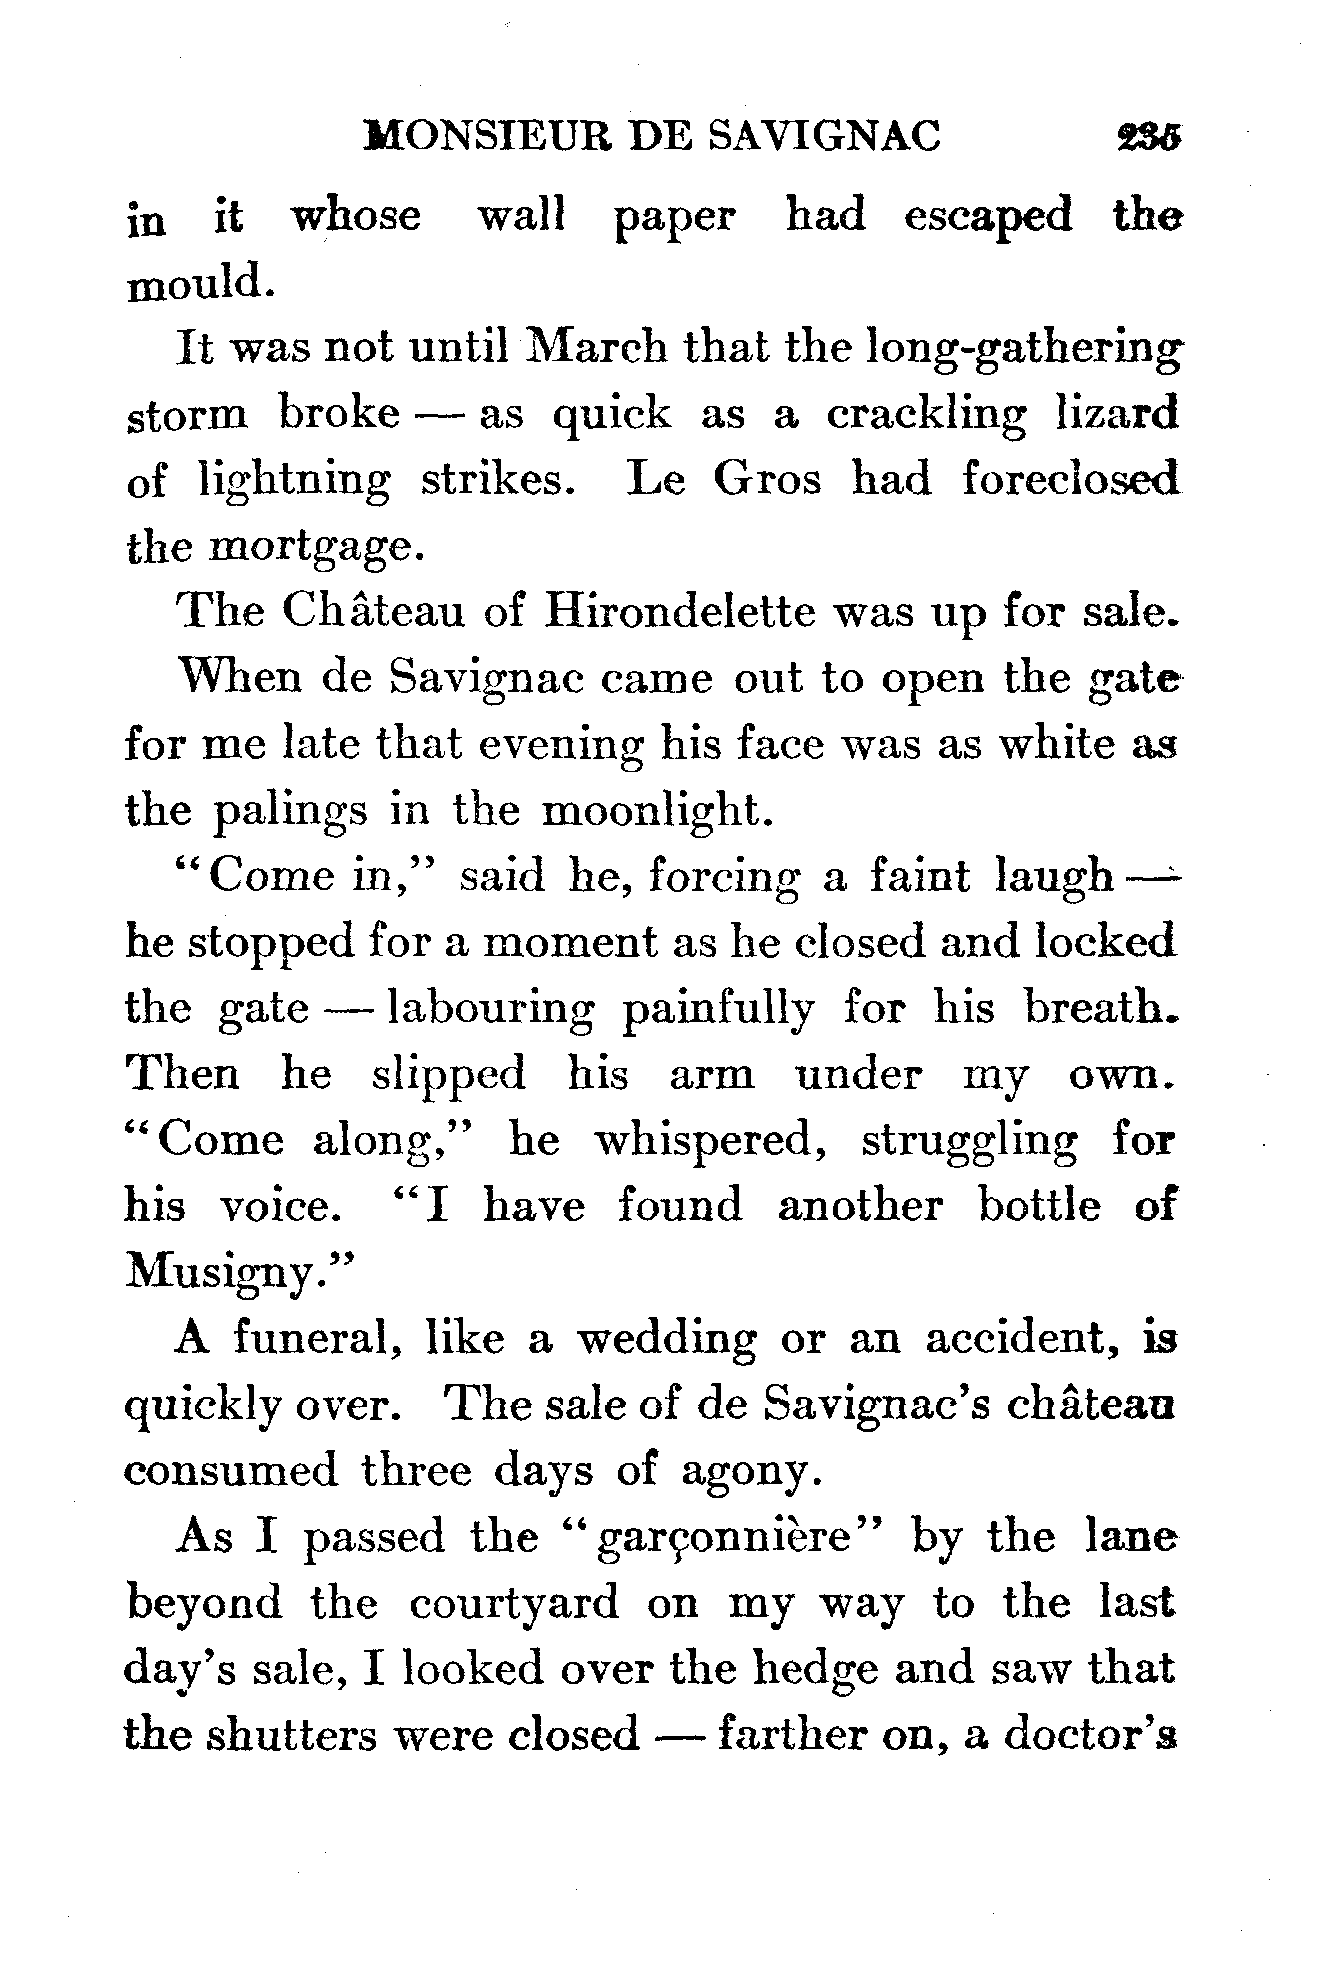 MONSIEUR DE SAVIGNAC 235
in it whose wall paper had escaped the
mould.
It was not until March that the long-gathering
storm broke — as quick as a crackling lizard
of lightning strikes. Le Gros had foreclosed
the mortgage.
The Château of Hirondelette was up for sale.
When de Savignac came out to open the gate
for me late that evening his face was as white as
the palings in the moonlight.
“Come in,” said he, forcing a faint laugh —
he stopped for a moment as he closed and locked
the gate — labouring painfully for his breath.
Then he slipped his arm under my own.
“Come along,” he whispered, struggling for
his voice. “I have found another bottle of
Musigny.”
A funeral, like a wedding or an accident, is
quickly over. The sale of de Savignac’s château
consumed three days of agony.
As I passed the “garçonnière” by the lane
beyond the courtyard on my way to the last
day’s sale, I looked over the hedge and saw that
the shutters were closed — farther on, a doctor’s